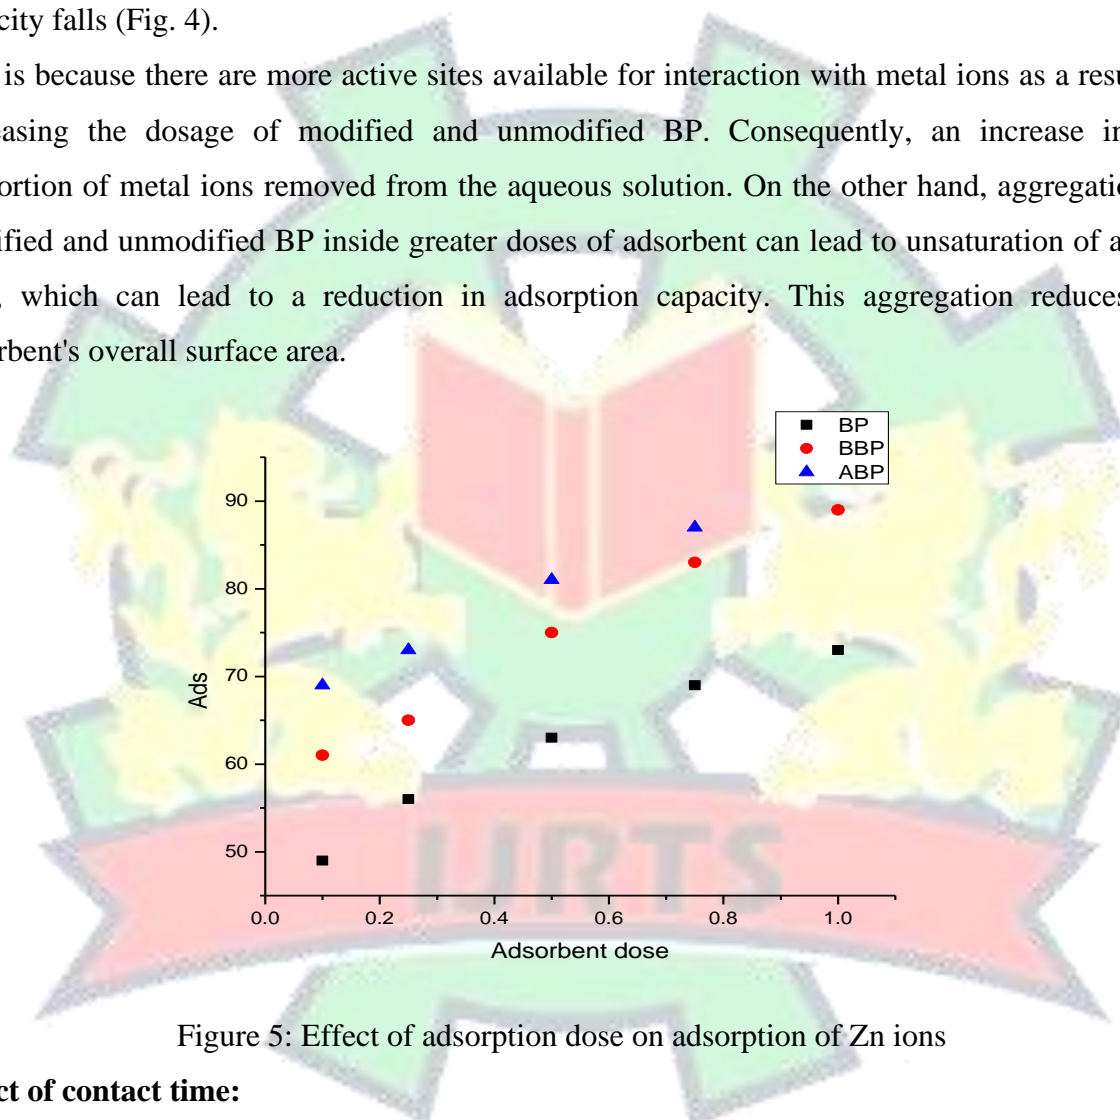 city falls (Fig. 4).
is because there are more active sites available for interaction with metal ions as a resu
easing the dosage of modified and unmodified BP. Consequently, an increase in
ortion of metal ions removed from the aqueous solution. On the other hand, aggregatio
ified and unmodified BP inside greater doses of adsorbent can lead to unsaturation of a
, which can lead to a reduction in adsorption capacity. This aggregation reduces
rbent's overall surface area.
BP
BBP
ABP
90
80
70
60
50
Ads
0.0 0.2 0.4 0.6 0.8 1.0
Adsorbent dose
IJRTS
Figure 5: Effect of adsorption dose on adsorption of Zn ions
ct of contact time: